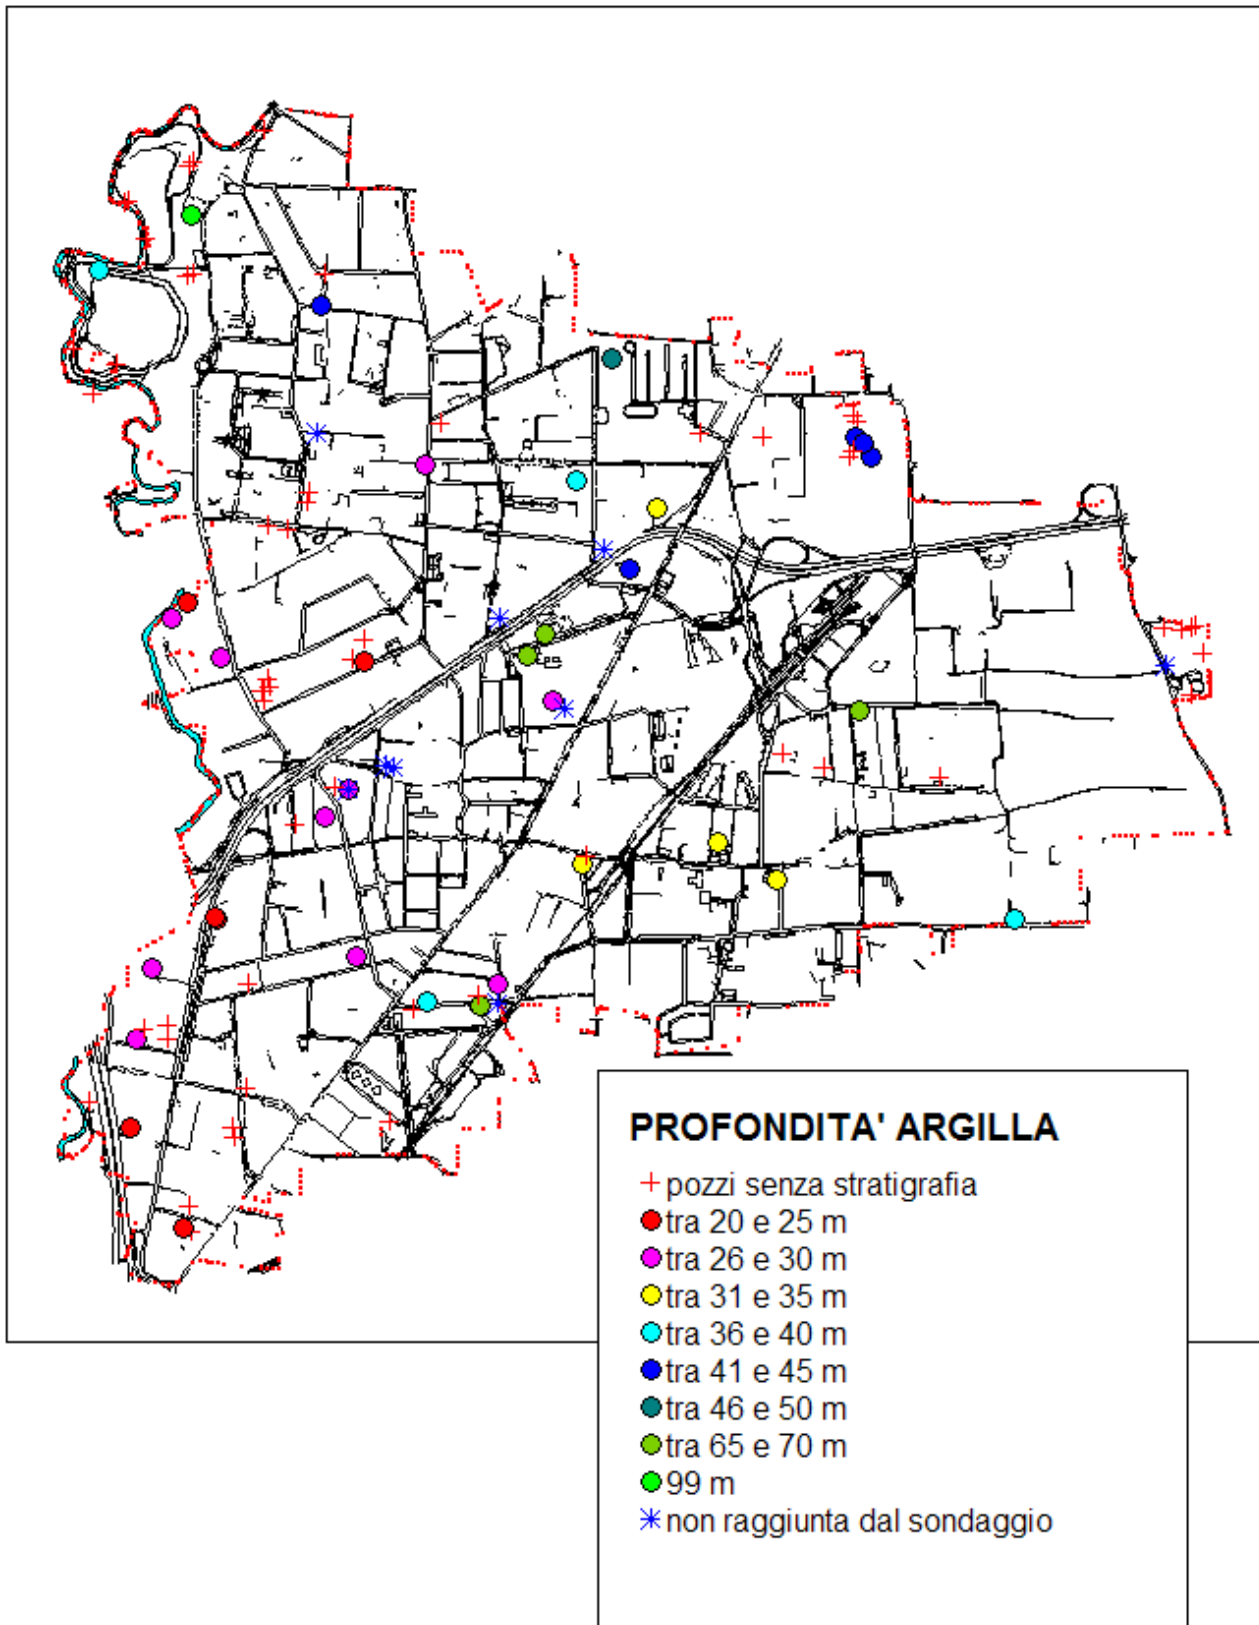 PROFONDITA' ARGILLA
pozzi senza stratigrafia
tra 20 e 25 m
tra 26 e 30 m
tra 31 e 35 m
tra 36 e 40 m
tra 41 e 45 m
tra 46 e 50 m
tra 65 e 70 m
99 m
non raggiunta dal sondaggio